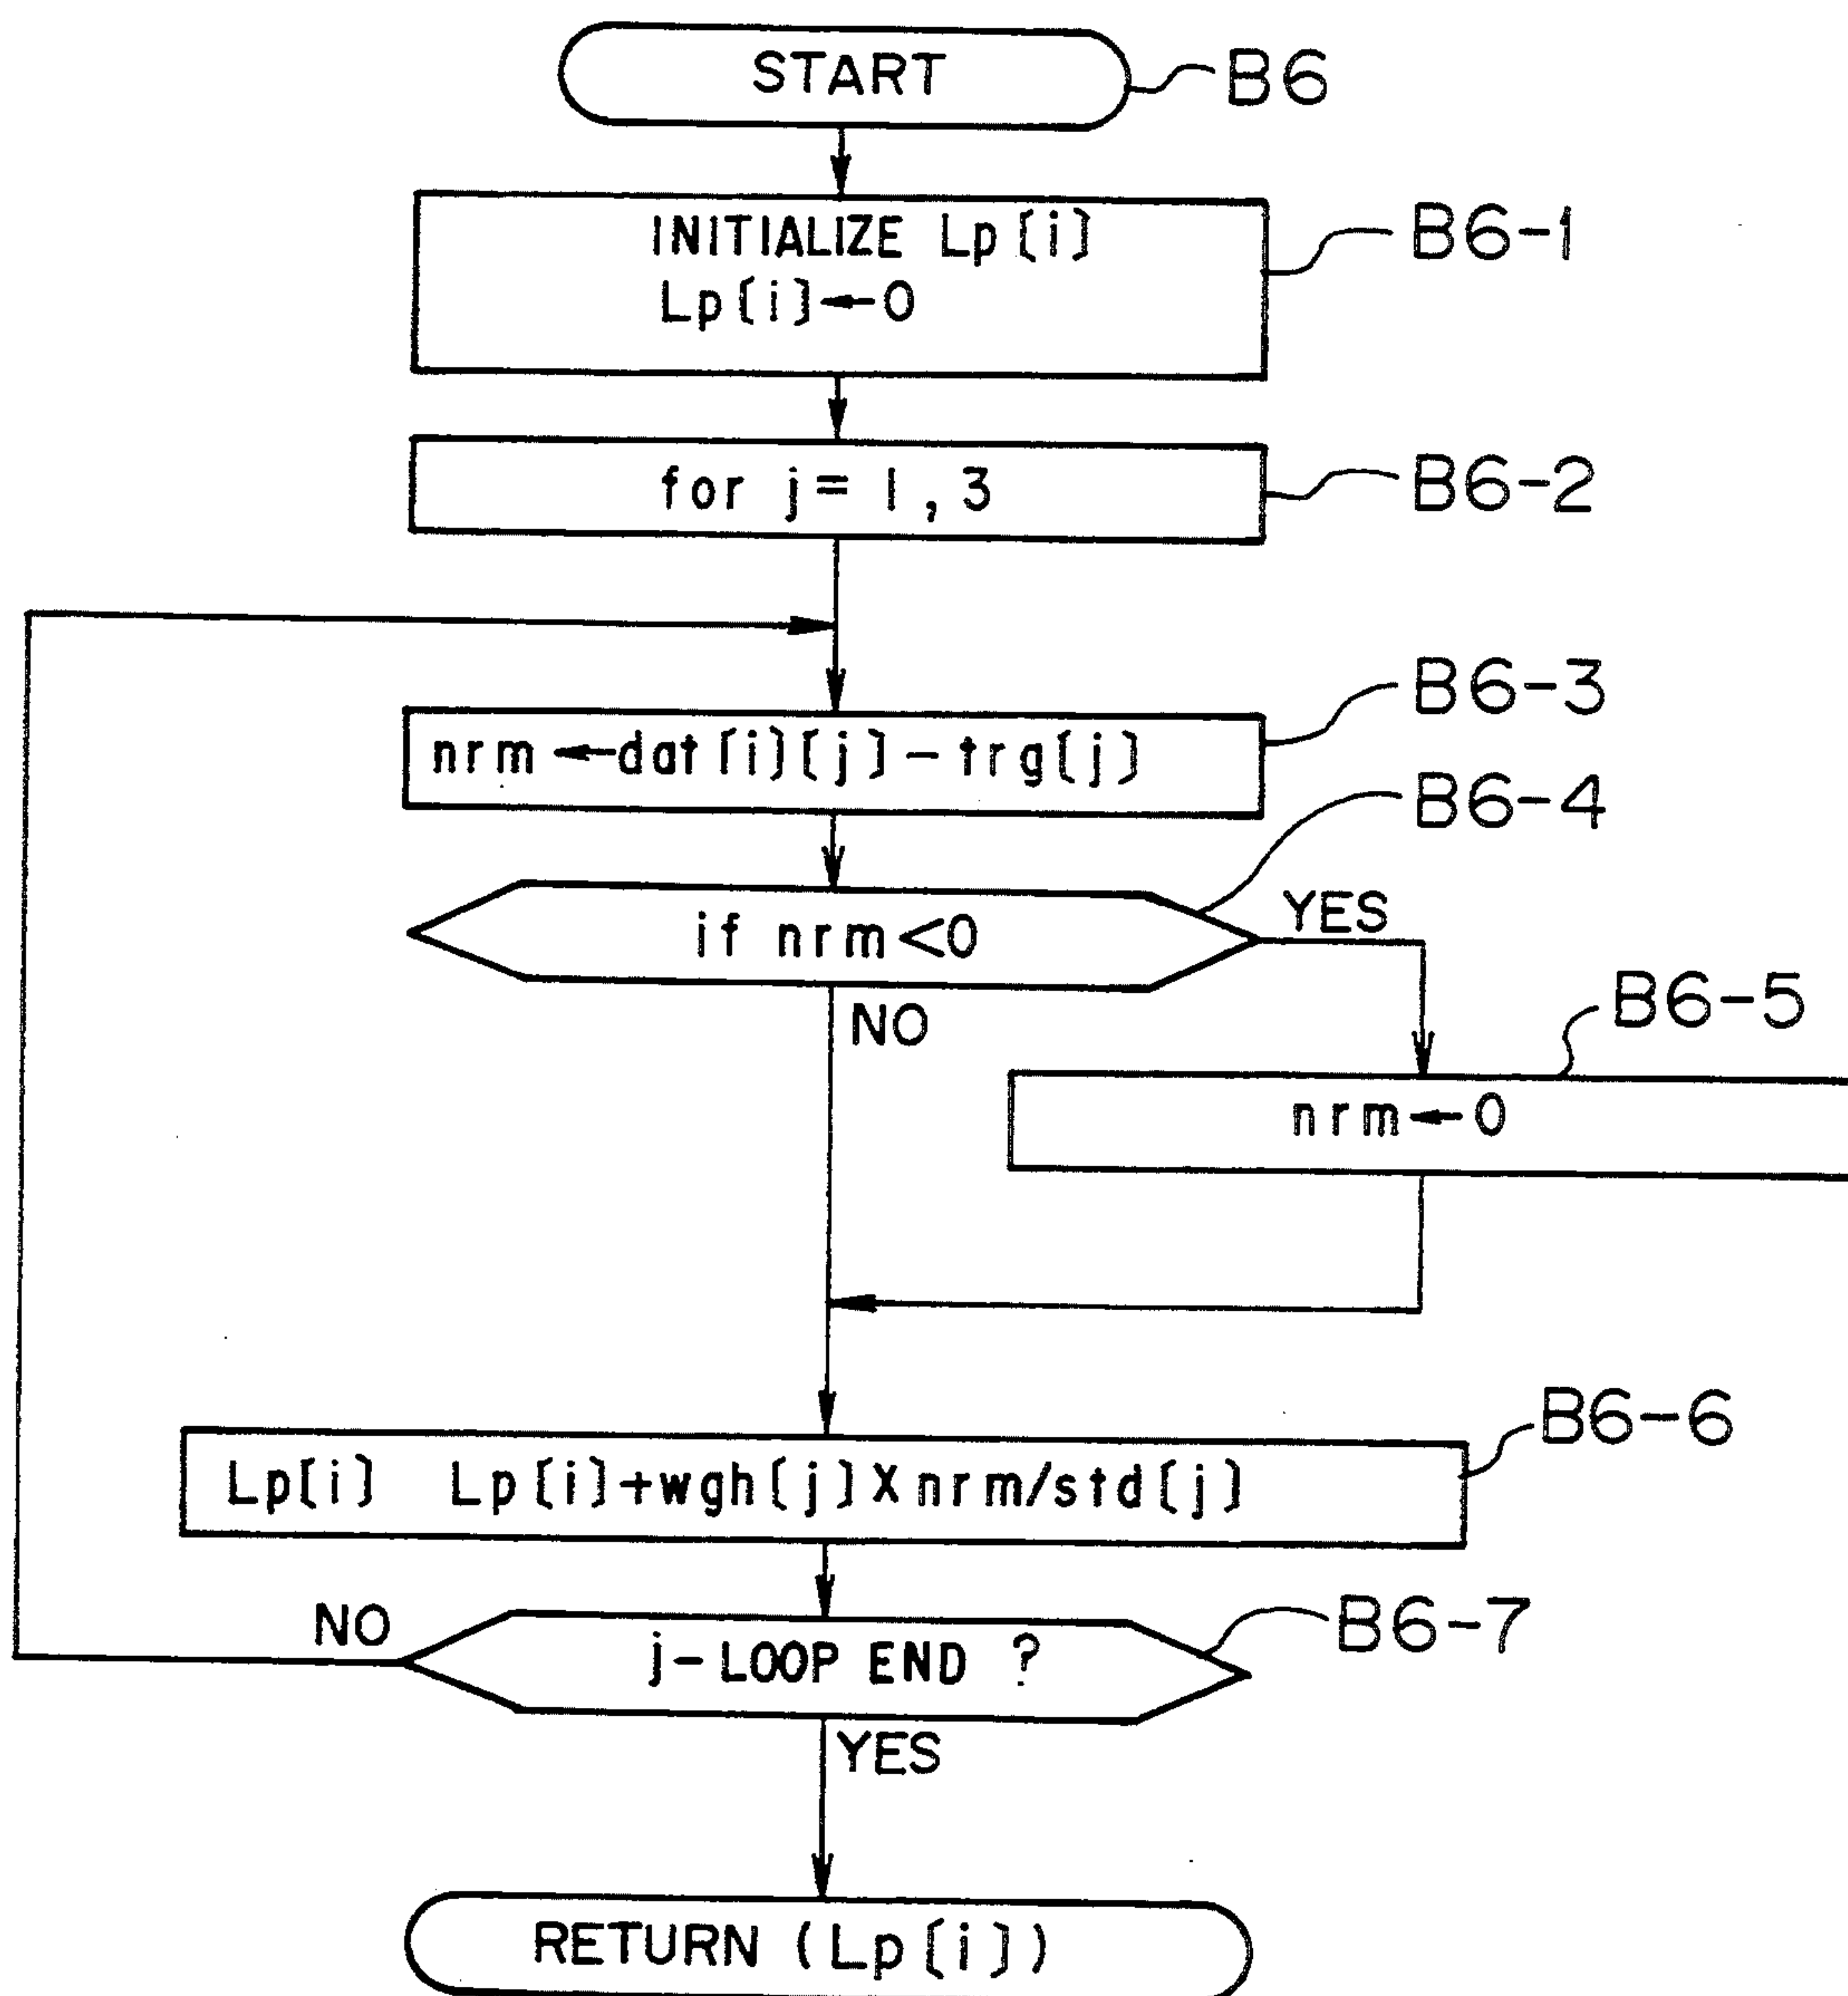 START
B6
INITIALIZE Lp[i]
Lp[i]←0
B6-1
for j= 1,3
B6-2
nrm←dat[i][j]-trg[j]
B6-3
if nrm<0
B6-4
YES
NO
nrm←0
B6-5
Lp[i] Lp[i]+wgh[j]Xnrm/std[j]
B6-6
j-LOOP END ?
B6-7
NO
YES
RETURN (Lp[i])